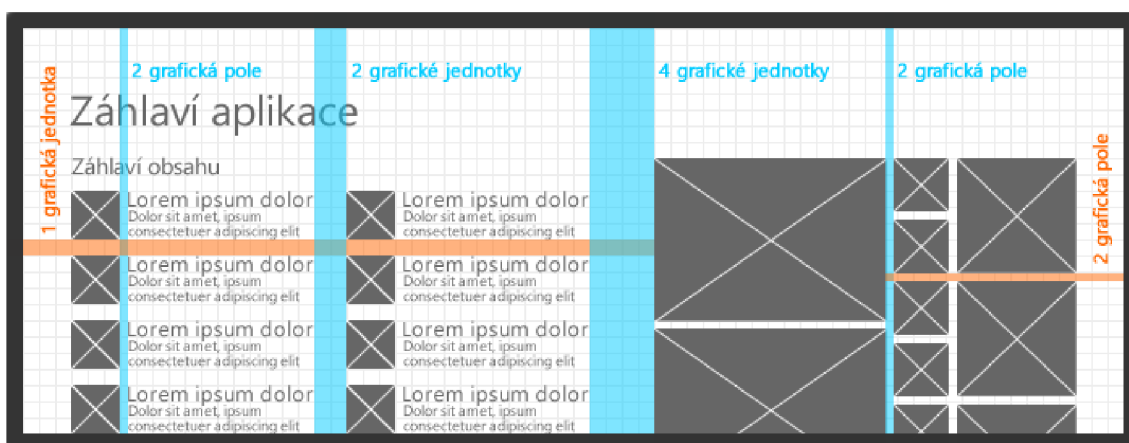 1 grafická jednotka
2 grafická pole
2 grafické jednotky
4 grafické jednotky
2 grafická pole
2 grafická pole
Záhlaví aplikace
Záhlaví obsahu
Lorem ipsum dolor
Dolor sit amet, ipsum
consectetuer adipiscing elit
Lorem ipsum dolor
Dolor sit amet, ipsum
consectetuer adipiscing elit
Lorem ipsum dolor
Dolor sit amet, ipsum
consectetuer adipiscing elit
Lorem ipsum dolor
Dolor sit amet, ipsum
consectetuer adipiscing elit
Lorem ipsum dolor
Dolor sit amet, ipsum
consectetuer adipiscing elit
Lorem ipsum dolor
Dolor sit amet, ipsum
consectetuer adipiscing elit
Lorem ipsum dolor
Dolor sit amet, ipsum
consectetuer adipiscing elit
Lorem ipsum dolor
Dolor sit amet, ipsum
consectetuer adipiscing elit